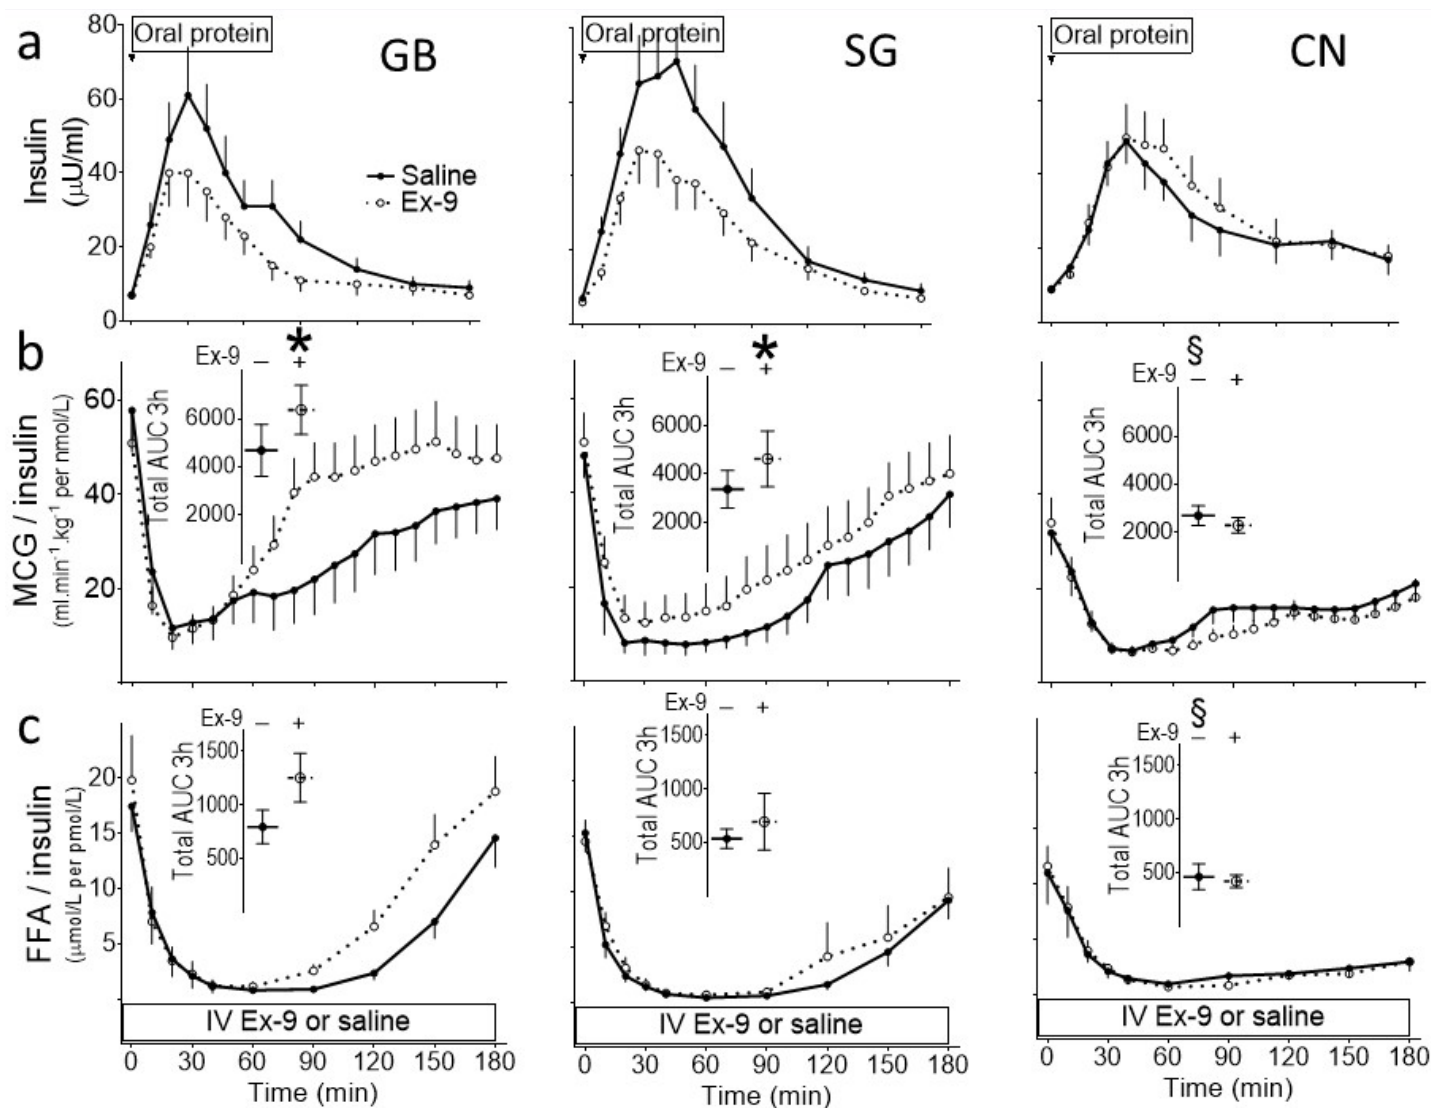 a
Oral protein
GB
Oral protein
SG
Oral protein
CN
Insulin
(μU/ml)
80
60
40
20
0
Saline
Ex-9
b
MCG / insulin
(ml.min⁻¹.kg⁻¹ per nmol/L)
60
40
20
*
Ex-9 – +
Total AUC 3h
6000
4000
2000
*
Ex-9 – +
Total AUC 3h
6000
4000
2000
§
Ex-9 – +
Total AUC 3h
6000
4000
2000
c
FFA / insulin
(μmol/L per pmol/L)
20
15
10
5
Ex-9 – +
Total AUC 3h
1500
1000
500
Ex-9 – +
Total AUC 3h
1500
1000
500
§
Ex-9 – +
Total AUC 3h
1500
1000
500
IV Ex-9 or saline
IV Ex-9 or saline
IV Ex-9 or saline
0 30 60 90 120 150 180
0 30 60 90 120 150 180
0 30 60 90 120 150 180
Time (min)
Time (min)
Time (min)